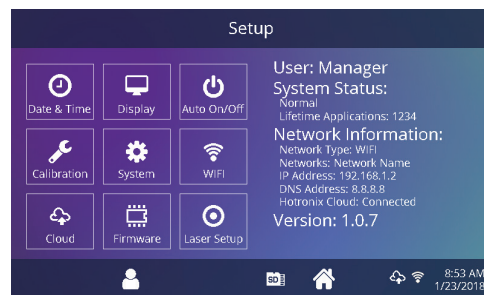 Setup
Date & Time
Display
Auto On/Off
Calibration
System
WIFI
Cloud
Firmware
Laser Setup
User: Manager
System Status:
Normal
Lifetime Applications: 1234
Network Information:
Network Type: WIFI
Networks: Network Name
IP Address: 192.168.1.2
DNS Address: 8.8.8.8
Hotronix Cloud: Connected
Version: 1.0.7
SD
8:53 AM
1/23/2018